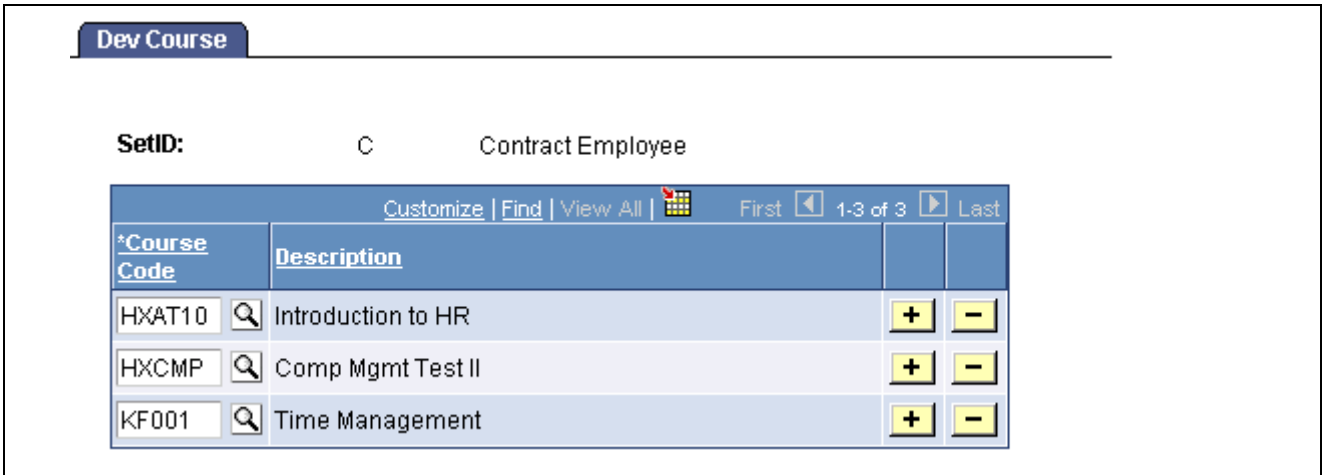 Dev Course
SetID: C Contract Employee
Customize | Find | View All | First 1-3 of 3 Last
*Course
Code
Description
HXAT10 Introduction to HR + -
HXCMP Comp Mgmt Test II + -
KF001 Time Management + -